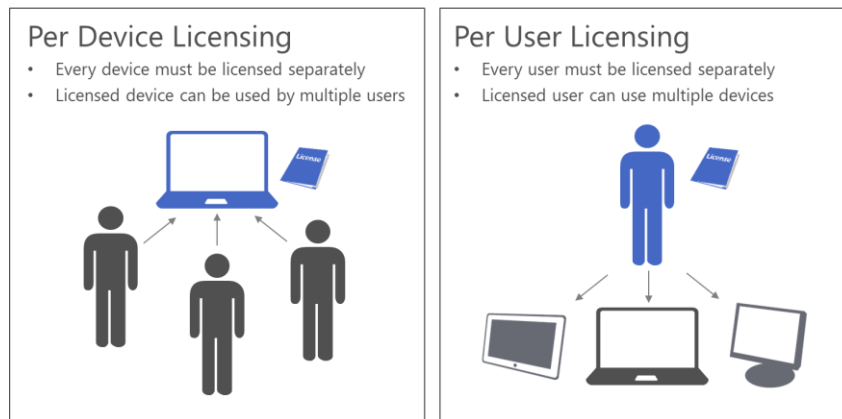 Per Device Licensing
• Every device must be licensed separately
• Licensed device can be used by multiple users
License
Per User Licensing
• Every user must be licensed separately
• Licensed user can use multiple devices
License